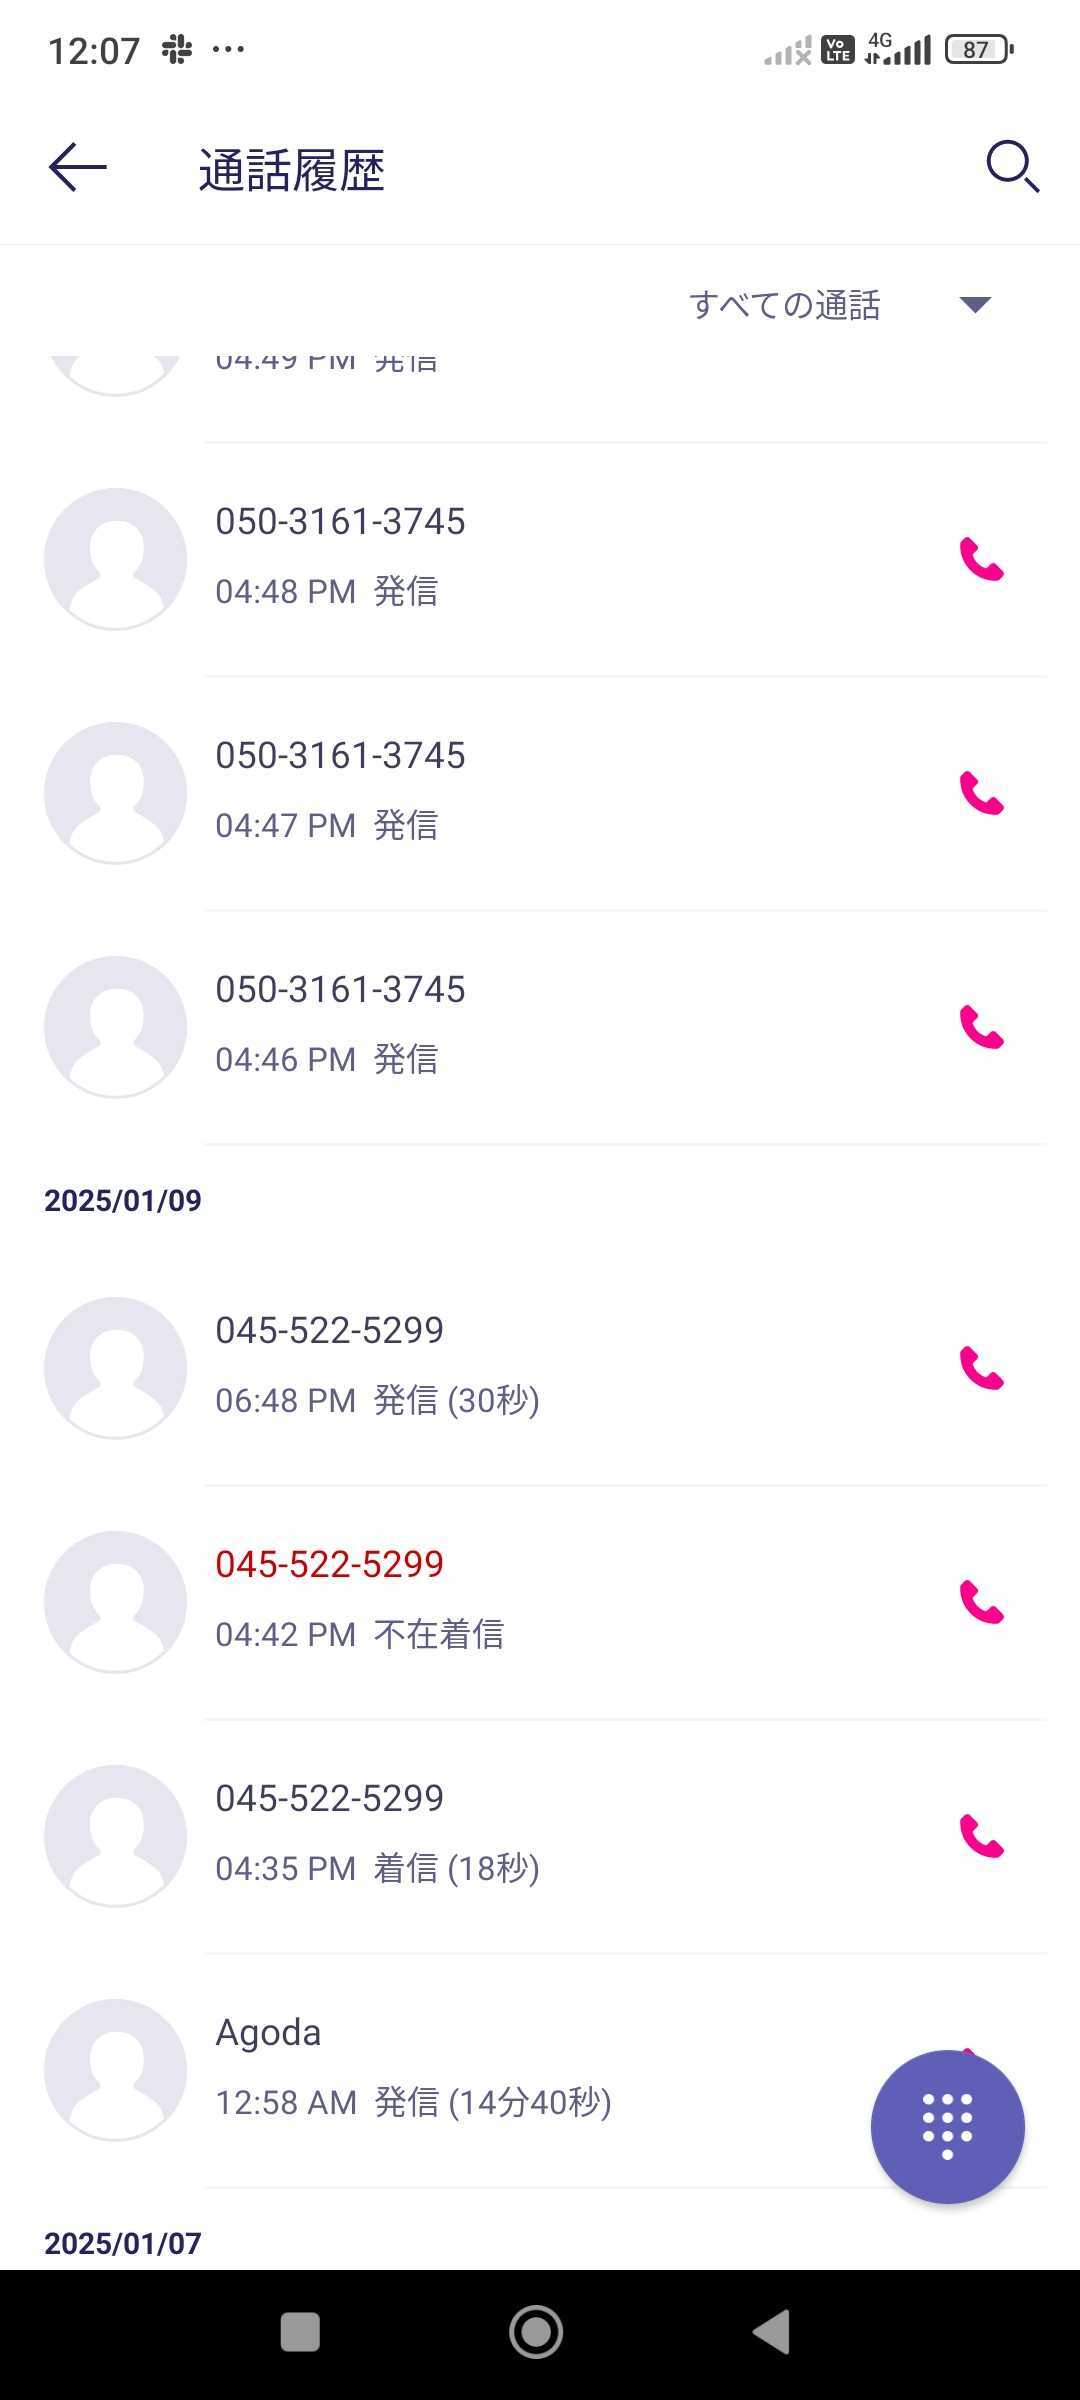 12:07
Vo LTE 4G 87
通話履歴
すべての通話
04:49 PM 発信
050-3161-3745
04:48 PM 発信
050-3161-3745
04:47 PM 発信
050-3161-3745
04:46 PM 発信
2025/01/09
045-522-5299
06:48 PM 発信 (30秒)
045-522-5299
04:42 PM 不在着信
045-522-5299
04:35 PM 着信 (18秒)
Agoda
12:58 AM 発信 (14分40秒)
2025/01/07